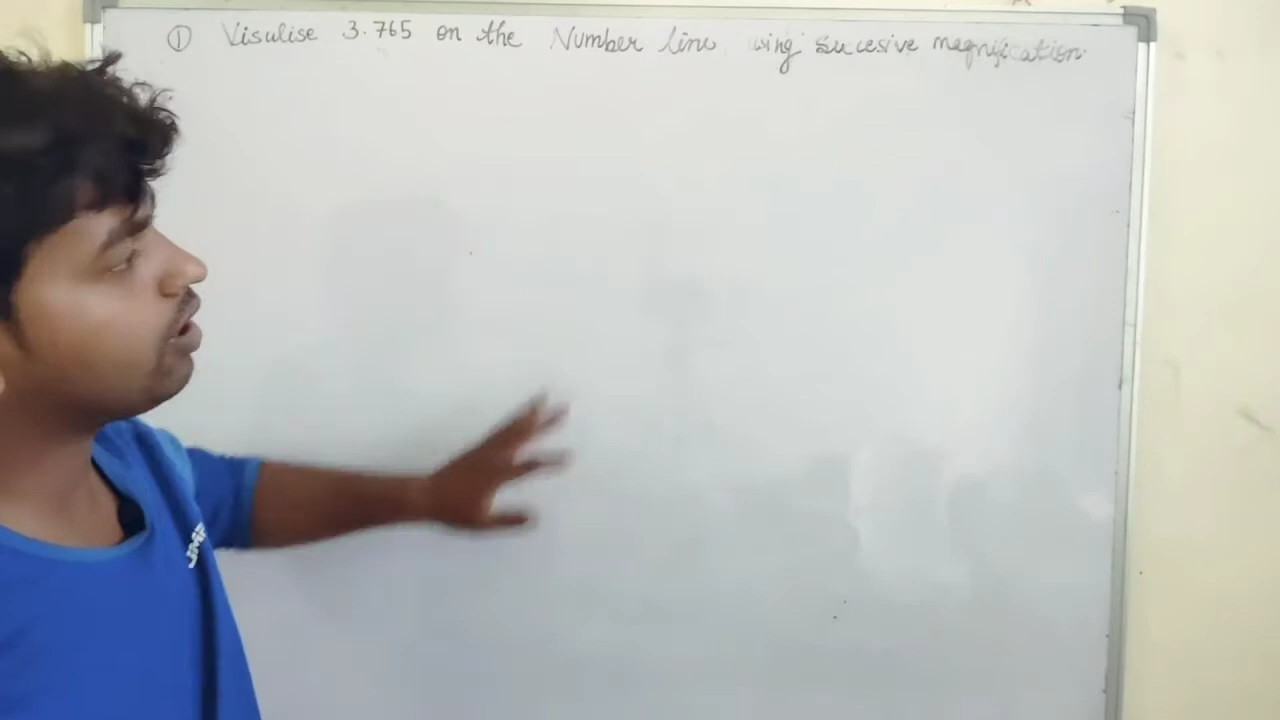 ① Visulise 3.765 on the Number line using sucesive magnification.